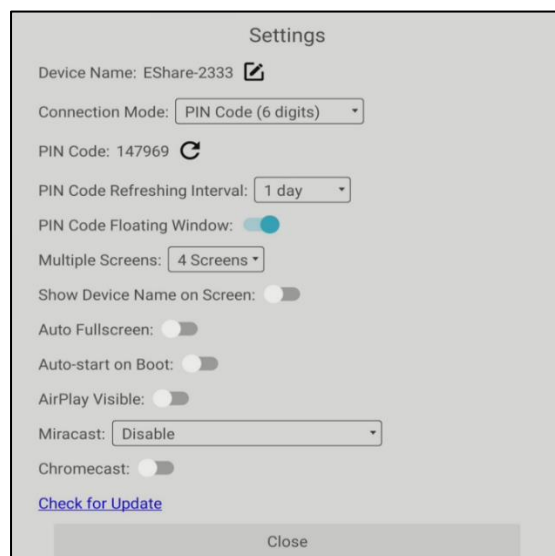 Settings
Device Name: EShare-2333
Connection Mode: PIN Code (6 digits)
PIN Code: 147969
PIN Code Refreshing Interval: 1 day
PIN Code Floating Window:
Multiple Screens: 4 Screens
Show Device Name on Screen:
Auto Fullscreen:
Auto-start on Boot:
AirPlay Visible:
Miracast: Disable
Chromecast:
Check for Update
Close